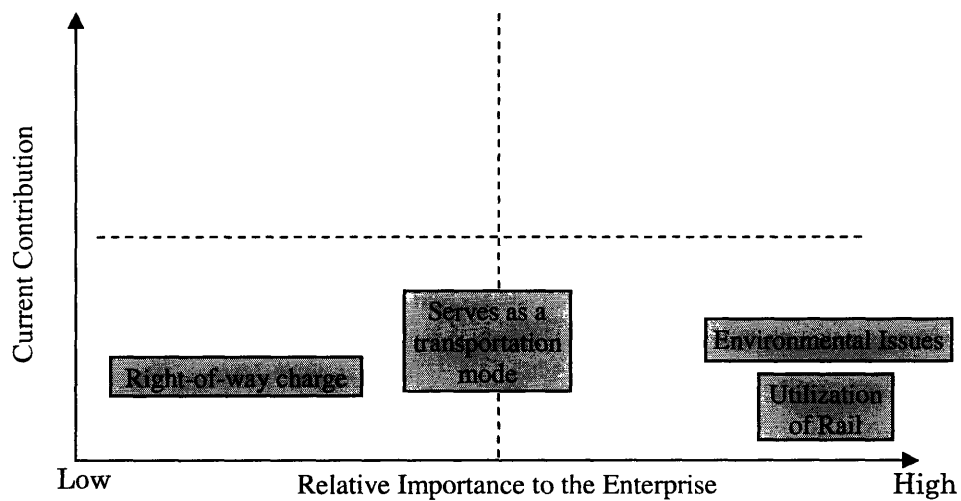 Current Contribution
Serves as a
transportation
mode
Environmental Issues
Right-of-way charge
Utilization
of Rail
Low
Relative Importance to the Enterprise
High